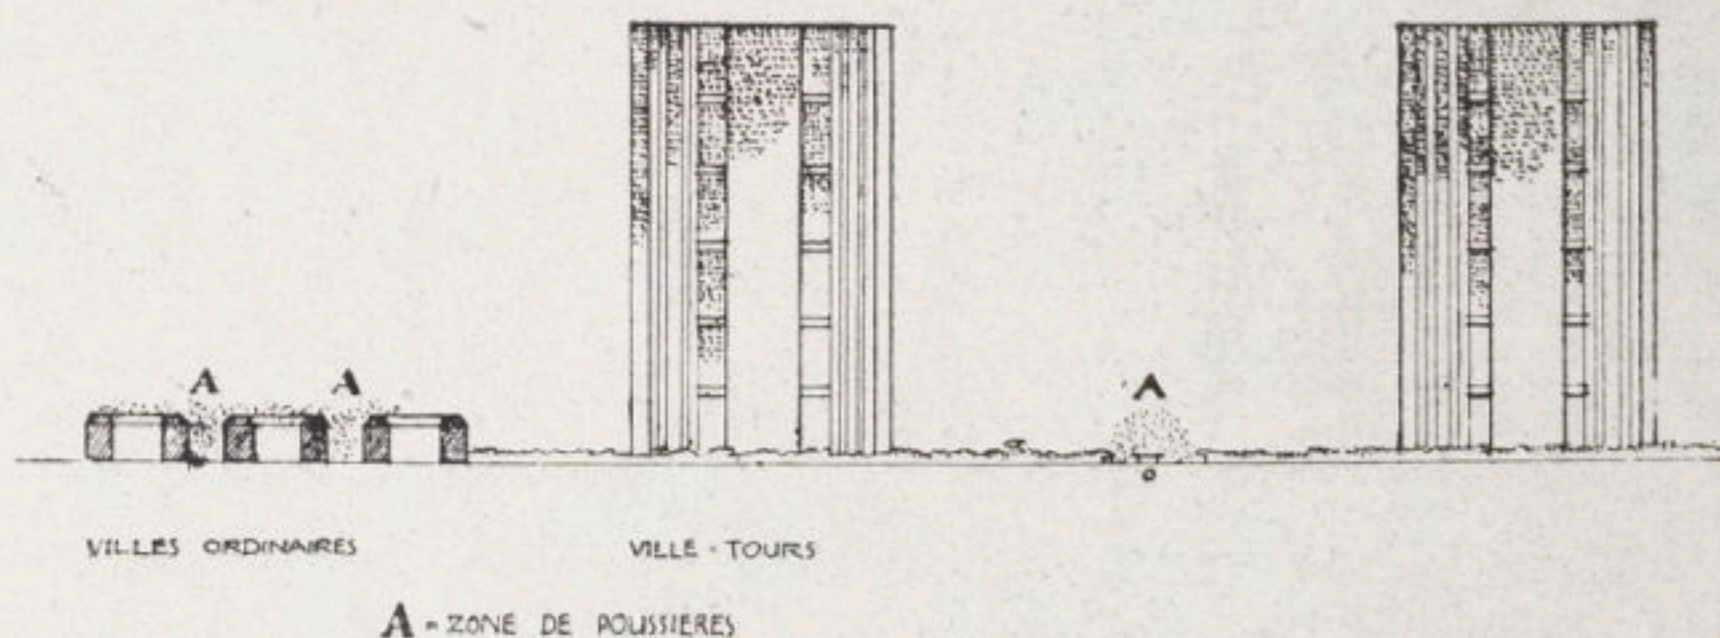 A A A
VILLES ORDINAIRES VILLE - TOURS
A - ZONE DE POUSSIERES